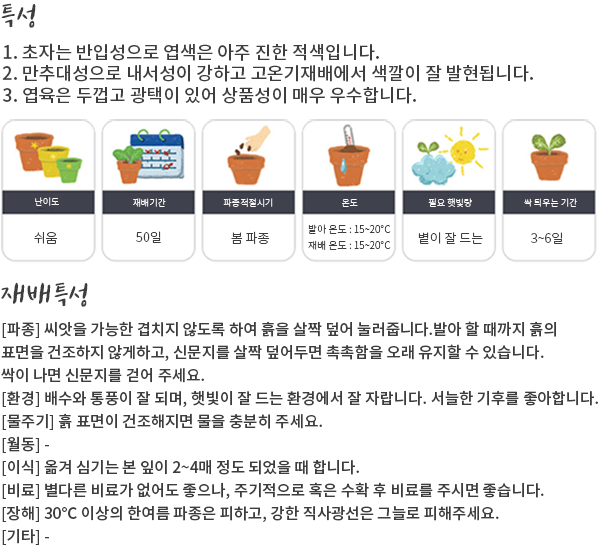 특성
1. 초자는 반입성으로 엽색은 아주 진한 적색입니다.
2. 만추대성으로 내서성이 강하고 고온기재배에서 색깔이 잘 발현됩니다.
3. 엽육은 두껍고 광택이 있어 상품성이 매우 우수합니다.
난이도
쉬움
재배기간
50일
파종적절시기
봄 파종
온도
발아 온도 : 15~20°C
재배 온도 : 15~20°C
필요 햇빛량
볕이 잘 드는
싹 틔우는 기간
3~6일
재배특성
[파종] 씨앗을 가능한 겹치지 않도록 하여 흙을 살짝 덮어 눌러줍니다.발아 할 때까지 흙의
표면을 건조하지 않게하고, 신문지를 살짝 덮어두면 촉촉함을 오래 유지할 수 있습니다.
싹이 나면 신문지를 걷어 주세요.
[환경] 배수와 통풍이 잘 되며, 햇빛이 잘 드는 환경에서 잘 자랍니다. 서늘한 기후를 좋아합니다.
[물주기] 흙 표면이 건조해지면 물을 충분히 주세요.
[월동] -
[이식] 옮겨 심기는 본 잎이 2~4매 정도 되었을 때 합니다.
[비료] 별다른 비료가 없어도 좋으나, 주기적으로 혹은 수확 후 비료를 주시면 좋습니다.
[장해] 30°C 이상의 한여름 파종은 피하고, 강한 직사광선은 그늘로 피해주세요.
[기타] -